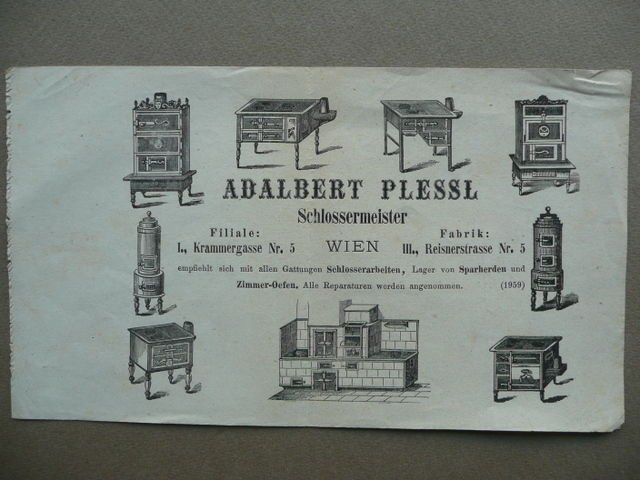 ADALBERT PLESSL
Schlossermeister
Filiale:
I., Krammergasse Nr. 5
WIEN
Fabrik:
III., Reisnerstrasse Nr. 5
empfiehlt sich mit allen Gattungen Schlosserarbeiten, Lager von Sparherden und
Zimmer-Oefen. Alle Reparaturen werden angenommen. (1959)